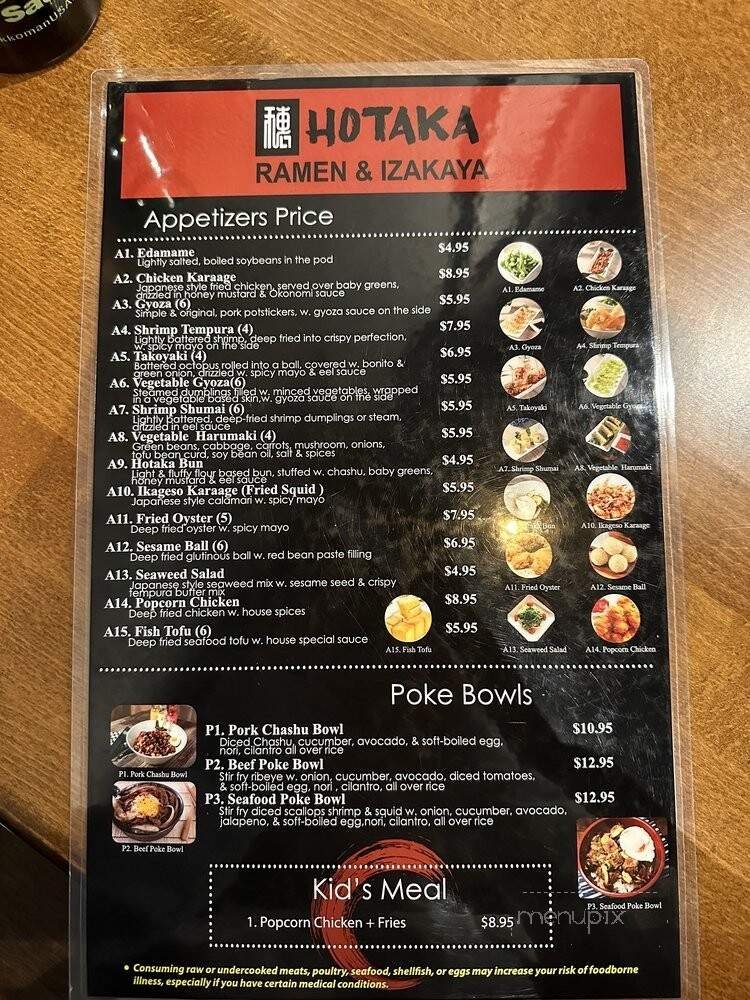 kkomanUSA
穂 HOTAKA
RAMEN & IZAKAYA
Appetizers Price
A1. Edamame $4.95
Lightly salted, boiled soybeans in the pod
A2. Chicken Karaage $8.95
Japanese style fried chicken, served over baby greens,
drizzled in honey mustard & Okonomi sauce
A3. Gyoza (6) $5.95
Simple & original, pork potstickers, w. gyoza sauce on the side
A4. Shrimp Tempura (4) $7.95
Lightly battered shrimp, deep fried into crispy perfection,
w. spicy mayo on the side
A5. Takoyaki (4) $6.95
Battered octopus rolled into a ball, covered w. bonito &
green onion, drizzled w. spicy mayo & eel sauce
A6. Vegetable Gyoza(6) $5.95
Steamed dumplings filled w. minced vegetables, wrapped
in a vegetable based skin,w. gyoza sauce on the side
A7. Shrimp Shumai (6) $5.95
Lightly battered, deep-fried shrimp dumplings or steam,
drizzled in eel sauce
A8. Vegetable Harumaki (4) $5.95
Green beans, cabbage, carrots, mushroom, onions,
tofu bean curd, soy bean oil, salt & spices
A9. Hotaka Bun $4.95
Light & fluffy flour based bun, stuffed w. chashu, baby greens,
honey mustard & eel sauce
A10. Ikageso Karaage (Fried Squid ) $5.95
Japanese style calamari w. spicy mayo
A11. Fried Oyster (5) $7.95
Deep fried oyster w. spicy mayo
A12. Sesame Ball (6) $6.95
Deep fried glutinous ball w. red bean paste filling
A13. Seaweed Salad $4.95
Japanese style seaweed mix w. sesame seed & crispy
tempura butter mix
A14. Popcorn Chicken $8.95
Deep fried chicken w. house spices
A15. Fish Tofu (6) $5.95
Deep fried seafood tofu w. house special sauce
A1. Edamame A2. Chicken Karaage
A3. Gyoza A4. Shrimp Tempura
A5. Takoyaki A6. Vegetable Gyoza
A7. Shrimp Shumai A8. Vegetable Harumaki
Bun A10. Ikageso Karaage
A11. Fried Oyster A12. Sesame Ball
A15. Fish Tofu A13. Seaweed Salad A14. Popcorn Chicken
Poke Bowls
P1. Pork Chashu Bowl $10.95
Diced Chashu, cucumber, avocado, & soft-boiled egg,
nori, cilantro all over rice
P1. Pork Chashu Bowl
P2. Beef Poke Bowl $12.95
Stir fry ribeye w. onion, cucumber, avocado, diced tomatoes,
& soft-boiled egg, nori , cilantro, all over rice
P3. Seafood Poke Bowl $12.95
Stir fry diced scallops shrimp & squid w. onion, cucumber, avocado,
jalapeno, & soft-boiled egg,nori, cilantro, all over rice
P2. Beef Poke Bowl
P3. Seafood Poke Bowl
Kid's Meal
1. Popcorn Chicken + Fries $8.95
menupix
• Consuming raw or undercooked meats, poultry, seafood, shellfish, or eggs may increase your risk of foodborne
illness, especially if you have certain medical conditions.